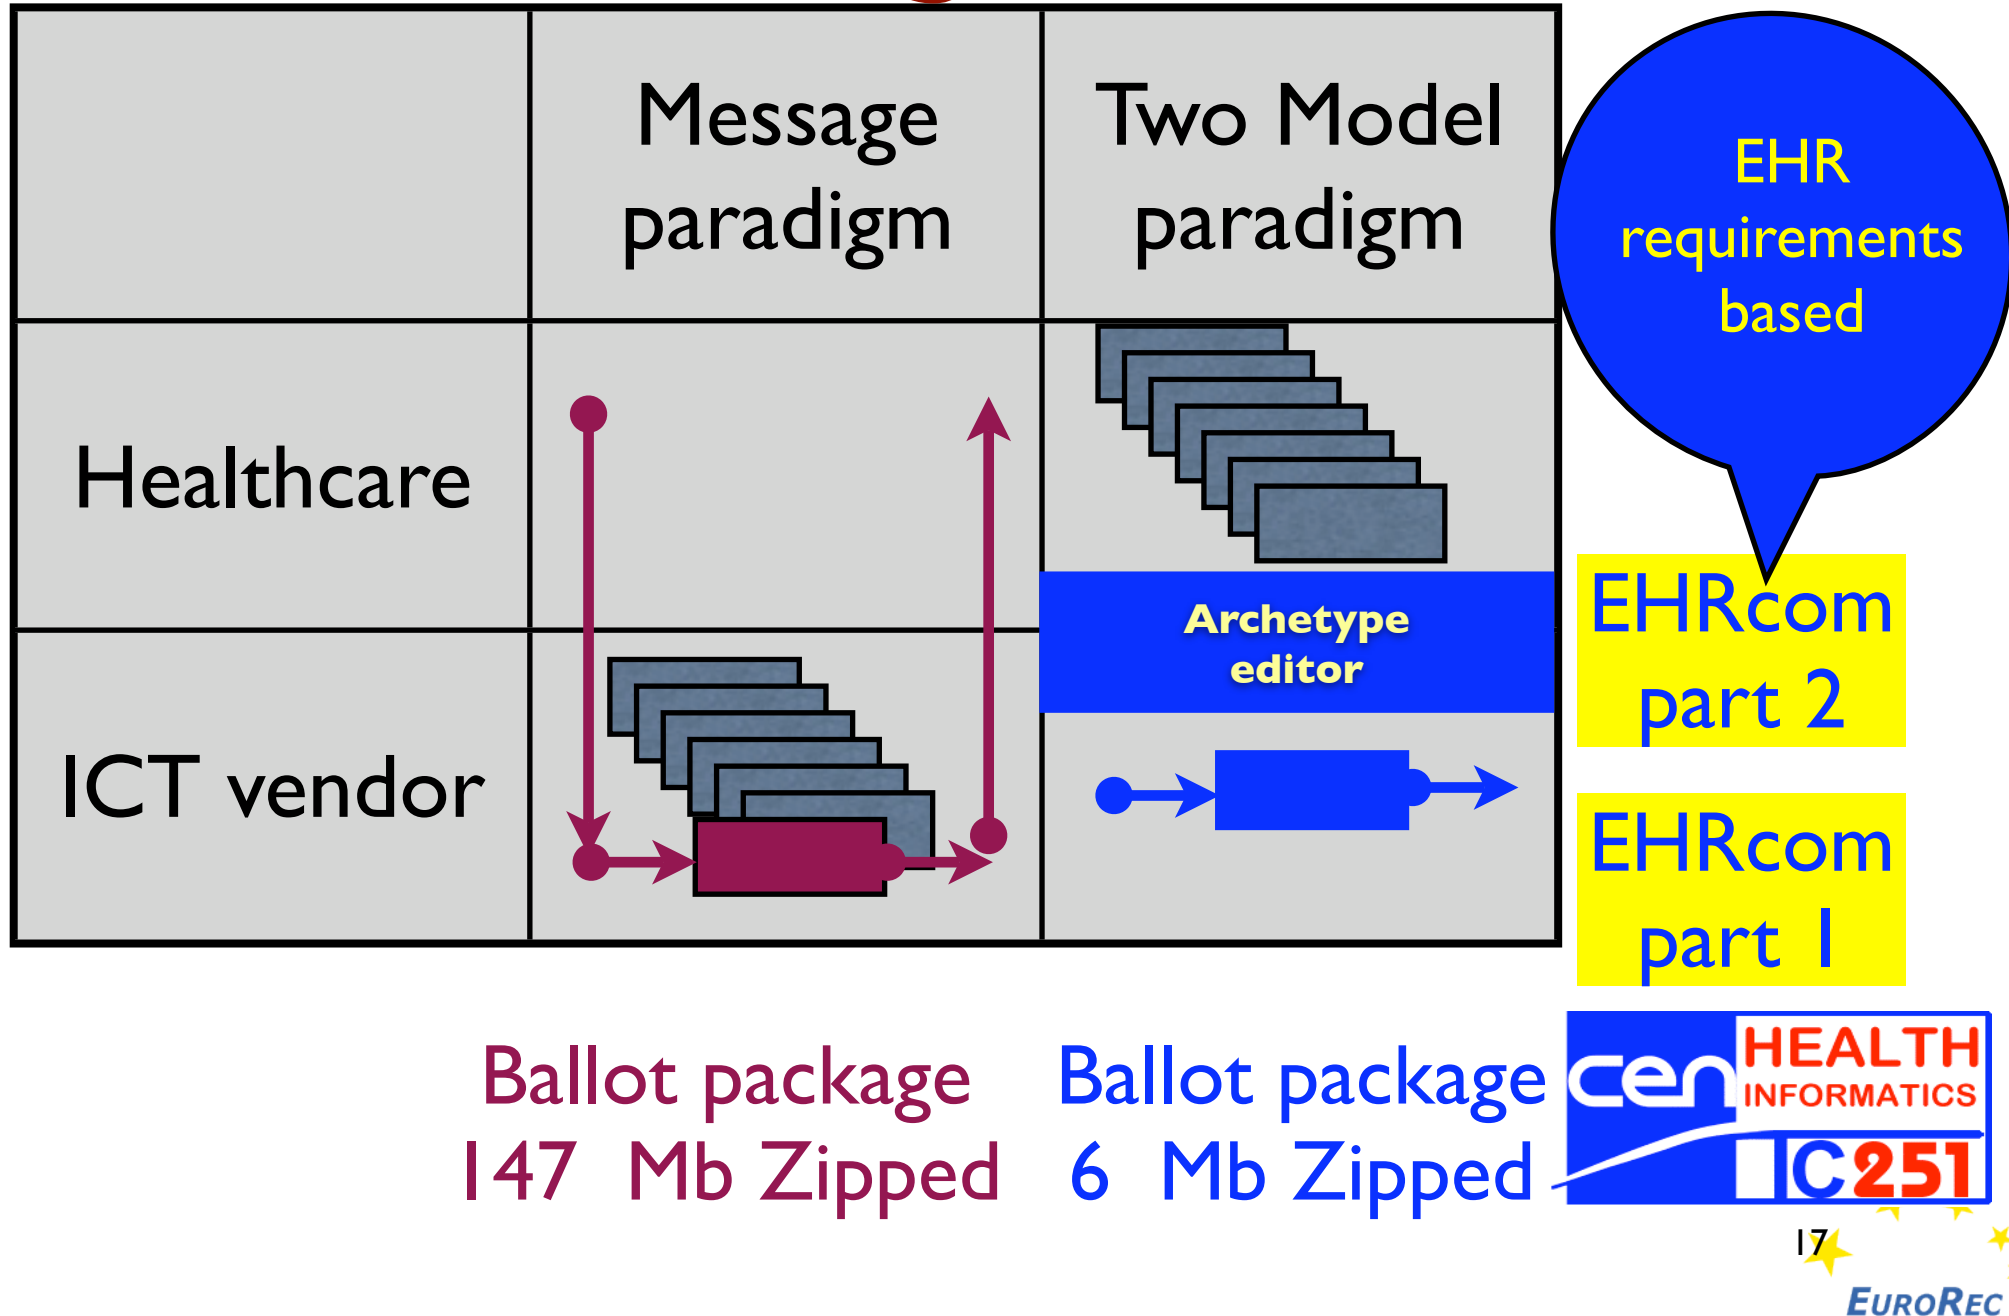 Message
paradigm
Two Model
paradigm
EHR
requirements
based
Healthcare
Archetype
editor
EHRcom
part 2
ICT vendor
EHRcom
part 1
Ballot package
147 Mb Zipped
Ballot package
6 Mb Zipped
cen
HEALTH
INFORMATICS
TC251
17
EUROREC